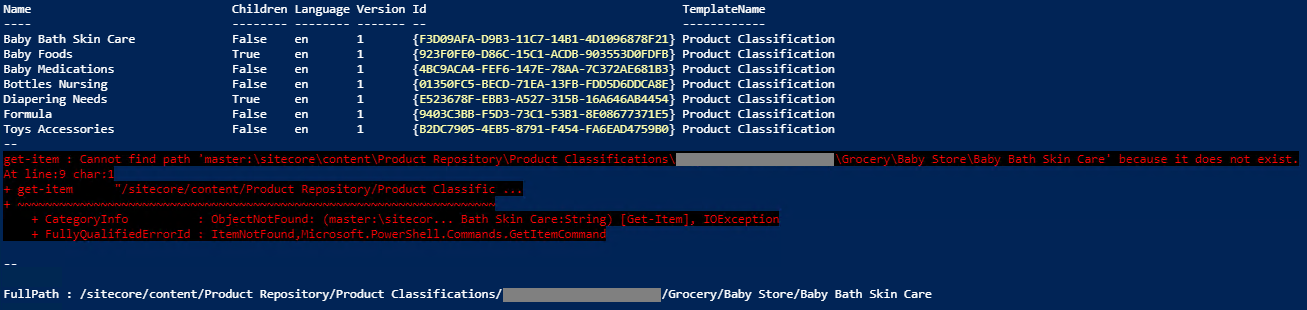 Name Children Language Version Id TemplateName
---- -------- -------- ------- -- ------------
Baby Bath Skin Care False en 1 {F3D09AFA-D9B3-11C7-14B1-4D1096878F21} Product Classification
Baby Foods True en 1 {923F0FE0-D86C-15C1-ACDB-903553D0FDFB} Product Classification
Baby Medications False en 1 {4BC9ACA4-FEF6-147E-78AA-7C372AE681B3} Product Classification
Bottles Nursing False en 1 {01350FC5-BECD-71EA-13FB-FDD5D6DDCA8E} Product Classification
Diapering Needs True en 1 {E523678F-EBB3-A527-315B-16A646AB4454} Product Classification
Formula False en 1 {9403C3BB-F5D3-73C1-53B1-8E08677371E5} Product Classification
Toys Accessories False en 1 {B2DC7905-4EB5-8791-F454-FA6EAD4759B0} Product Classification
--
get-item : Cannot find path 'master:\sitecore\content\Product Repository\Product Classifications\ \Grocery\Baby Store\Baby Bath Skin Care' because it does not exist.
At line:9 char:1
+ get-item "/sitecore/content/Product Repository/Product Classific ...
+ ~~~~~~~~~~~~~~~~~~~~~~~~~~~~~~~~~~~~~~~~~~~~~~~~~~~~~~~~~~~~~~~~~
+ CategoryInfo : ObjectNotFound: (master:\sitecor... Bath Skin Care:String) [Get-Item], IOException
+ FullyQualifiedErrorId : ItemNotFound,Microsoft.PowerShell.Commands.GetItemCommand
--
FullPath : /sitecore/content/Product Repository/Product Classifications/ /Grocery/Baby Store/Baby Bath Skin Care